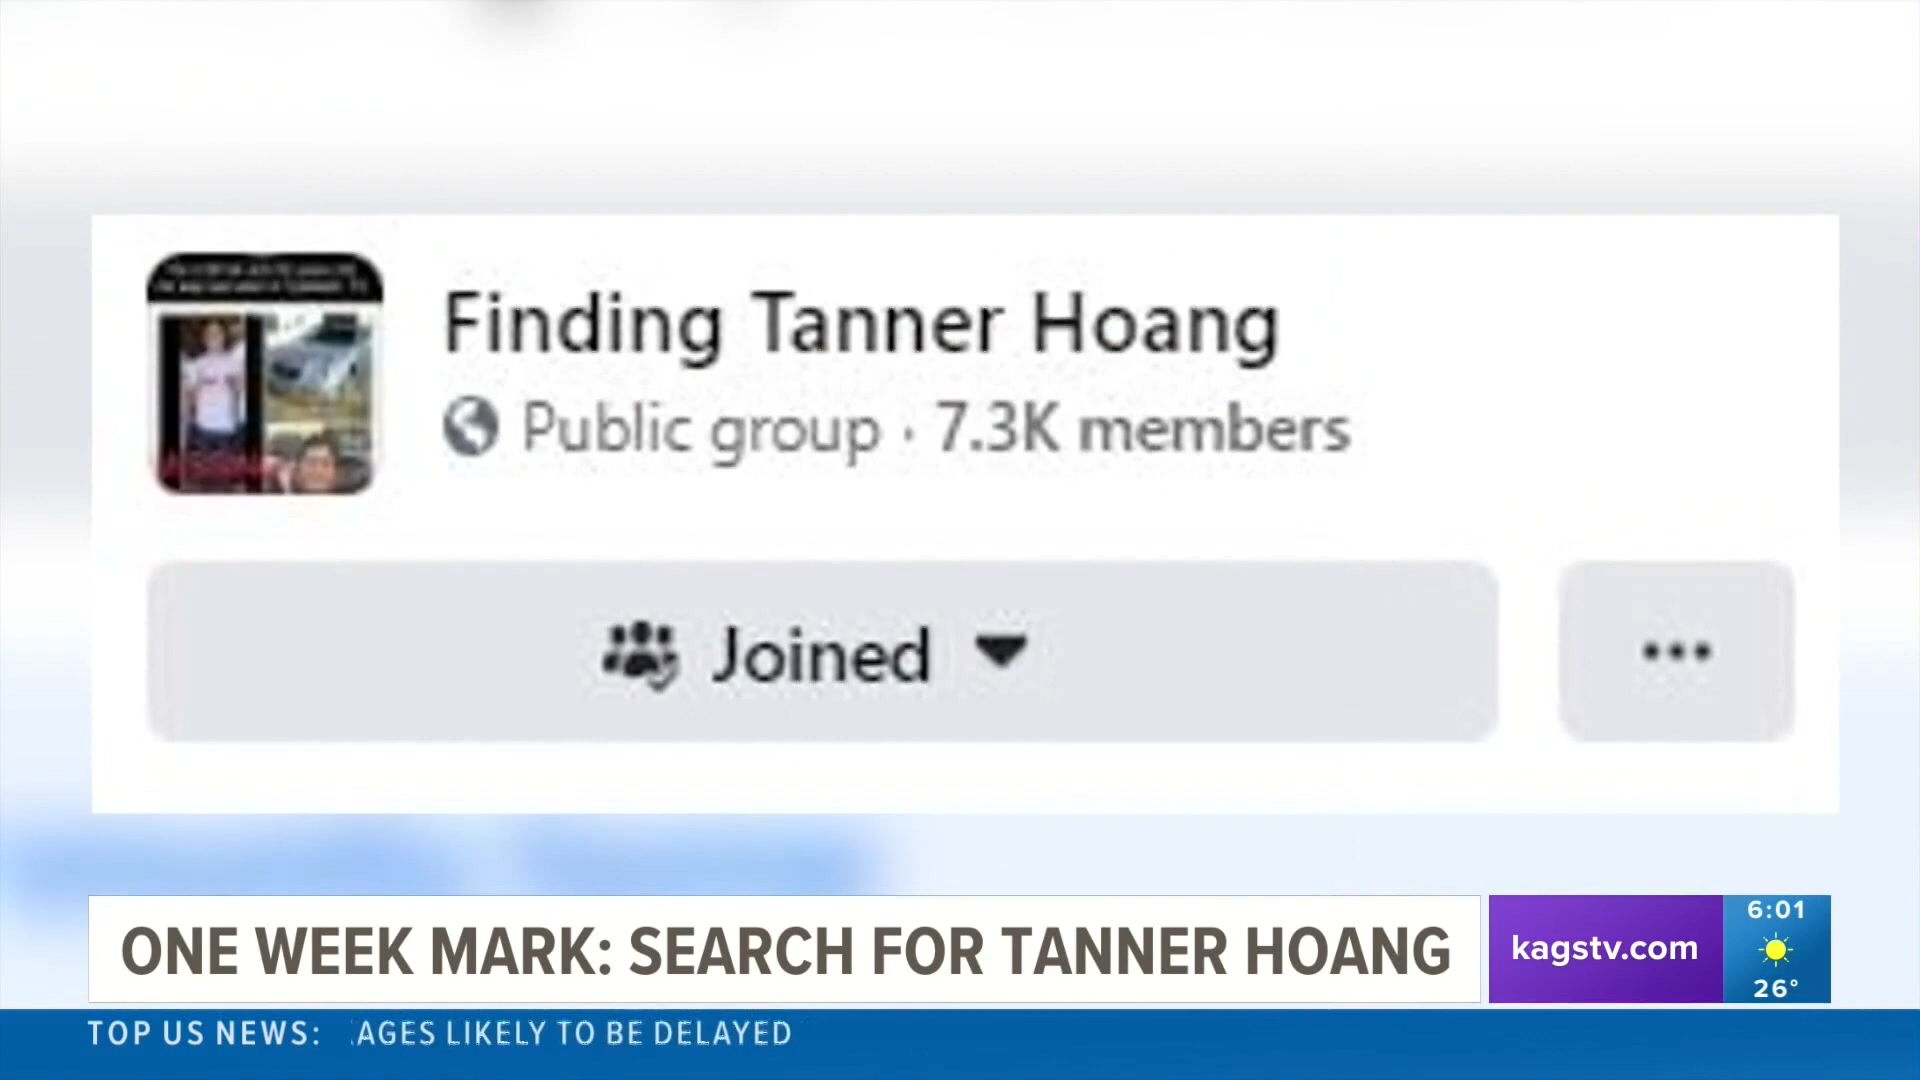 Finding Tanner Hoang
Public group · 7.3K members
Joined
ONE WEEK MARK: SEARCH FOR TANNER HOANG
kagstv.com
6:01
26°
TOP US NEWS: AGES LIKELY TO BE DELAYED